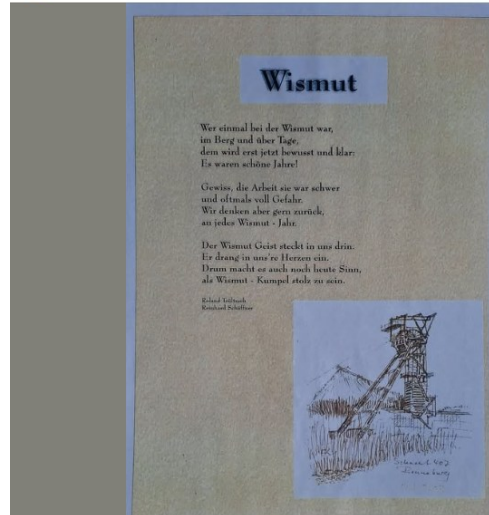 Wismut
Wer einmal bei der Wismut war,
im Berg und über Tage,
dem wird erst jetzt bewusst und klar:
Es waren schöne Jahre!
Gewiss, die Arbeit sie war schwer
und oftmals voll Gefahr.
Wir denken aber gern zurück,
an jedes Wismut - Jahr.
Der Wismut Geist steckt in uns drin.
Er drang in uns're Herzen ein.
Drum macht es auch noch heute Sinn,
als Wismut - Kumpel stolz zu sein.
Roland
Reinhard
Schacht 407